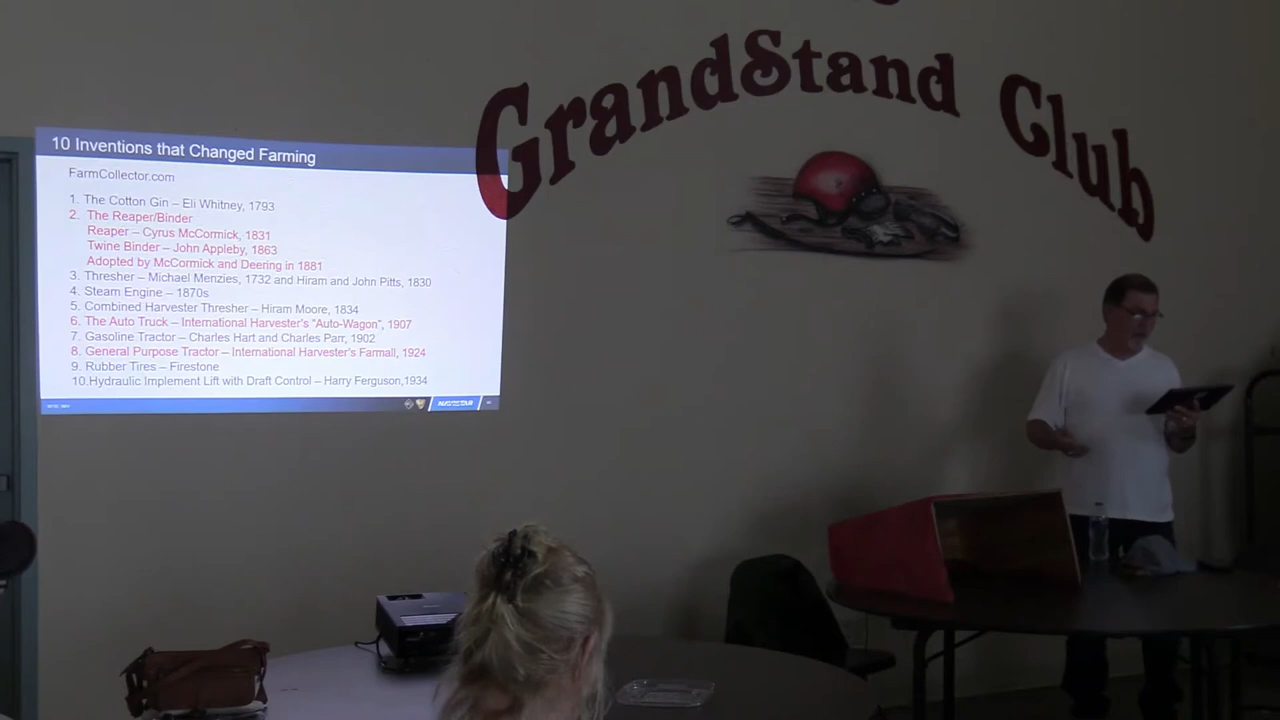 GrandStand Club
10 Inventions that Changed Farming
FarmCollector.com
1. The Cotton Gin – Eli Whitney, 1793
2. The Reaper/Binder
Reaper – Cyrus McCormick, 1831
Twine Binder – John Appleby, 1863
Adopted by McCormick and Deering in 1881
3. Thresher – Michael Menzies, 1732 and Hiram and John Pitts, 1830
4. Steam Engine – 1870s
5. Combined Harvester Thresher – Hiram Moore, 1834
6. The Auto Truck – International Harvester's "Auto-Wagon", 1907
7. Gasoline Tractor – Charles Hart and Charles Parr, 1902
8. General Purpose Tractor – International Harvester's Farmall, 1924
9. Rubber Tires – Firestone
10.Hydraulic Implement Lift with Draft Control – Harry Ferguson,1934
NAVISTAR